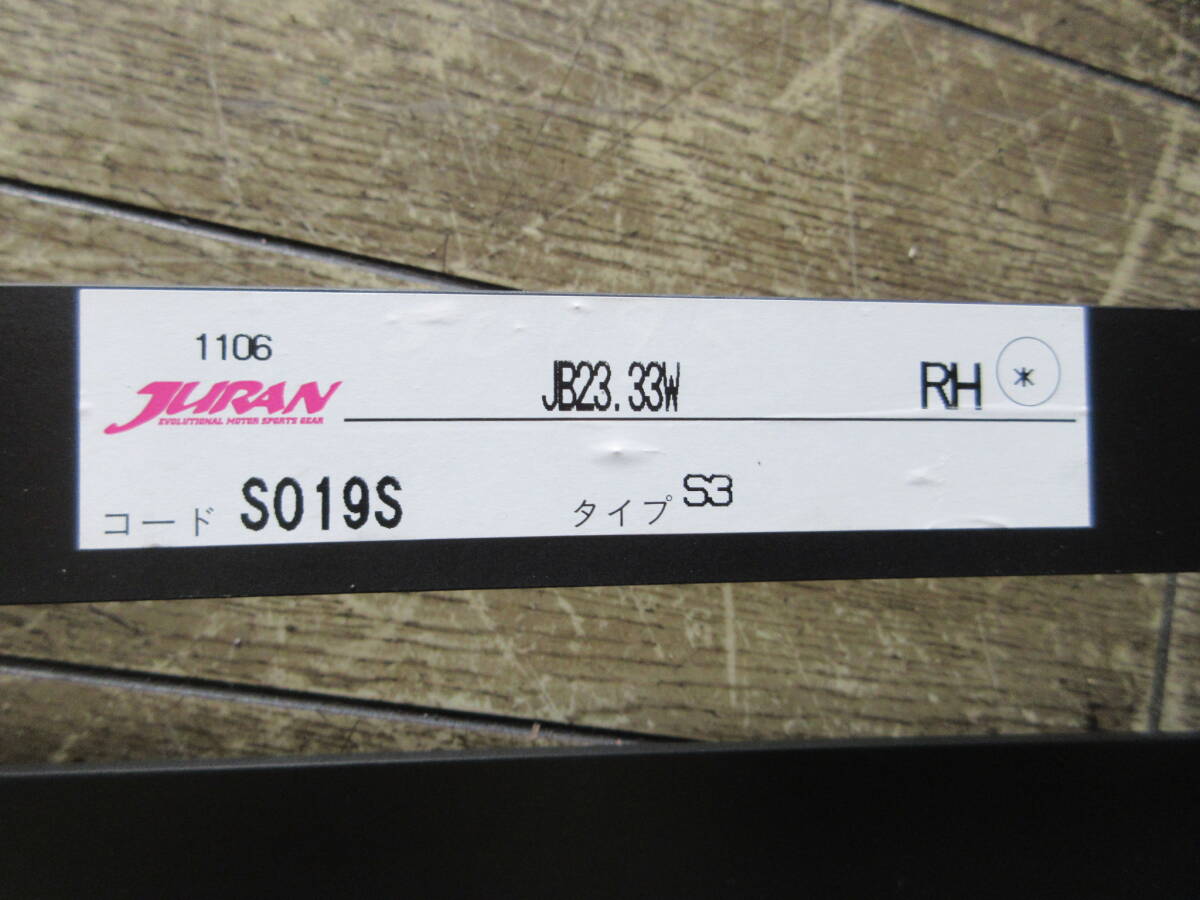 1106
JURAN
EVOLUTIONAL MOTOR SPORTS GEAR
JB23.33W RH *
コード S019S タイプ S3